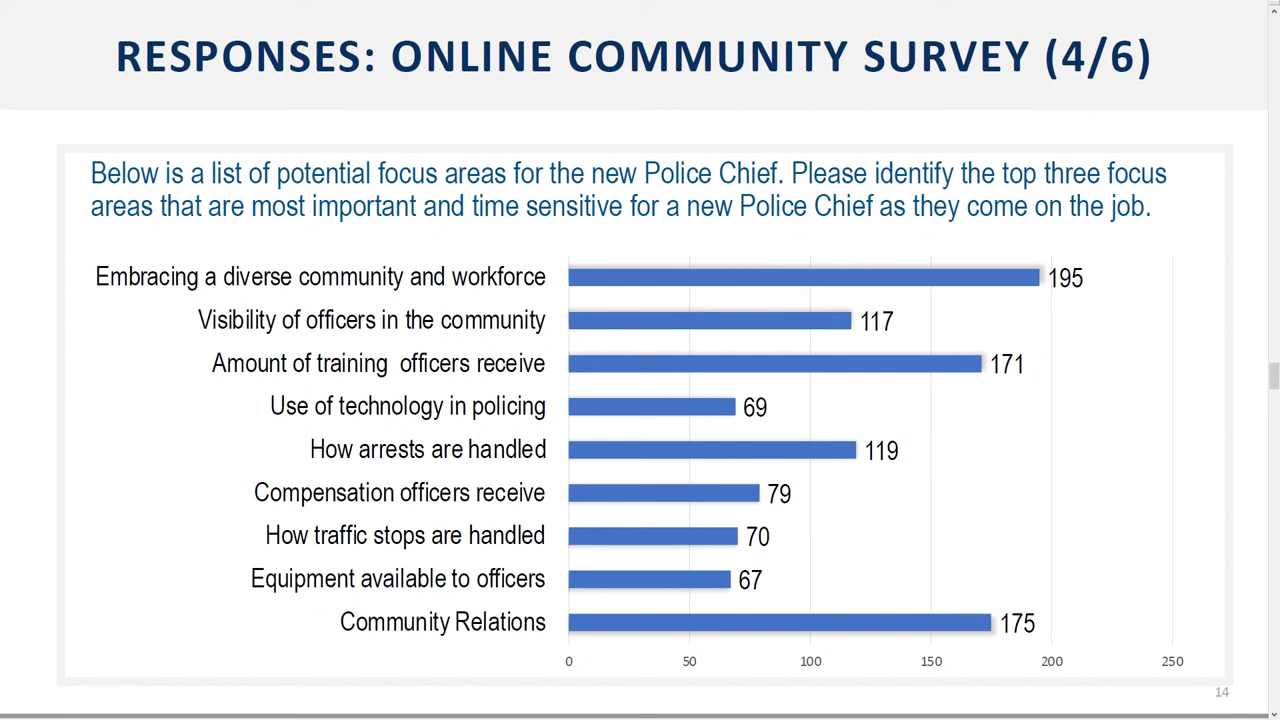 RESPONSES: ONLINE COMMUNITY SURVEY (4/6)
Below is a list of potential focus areas for the new Police Chief. Please identify the top three focus
areas that are most important and time sensitive for a new Police Chief as they come on the job.
Embracing a diverse community and workforce 195
Visibility of officers in the community 117
Amount of training officers receive 171
Use of technology in policing 69
How arrests are handled 119
Compensation officers receive 79
How traffic stops are handled 70
Equipment available to officers 67
Community Relations 175
0 50 100 150 200 250
14